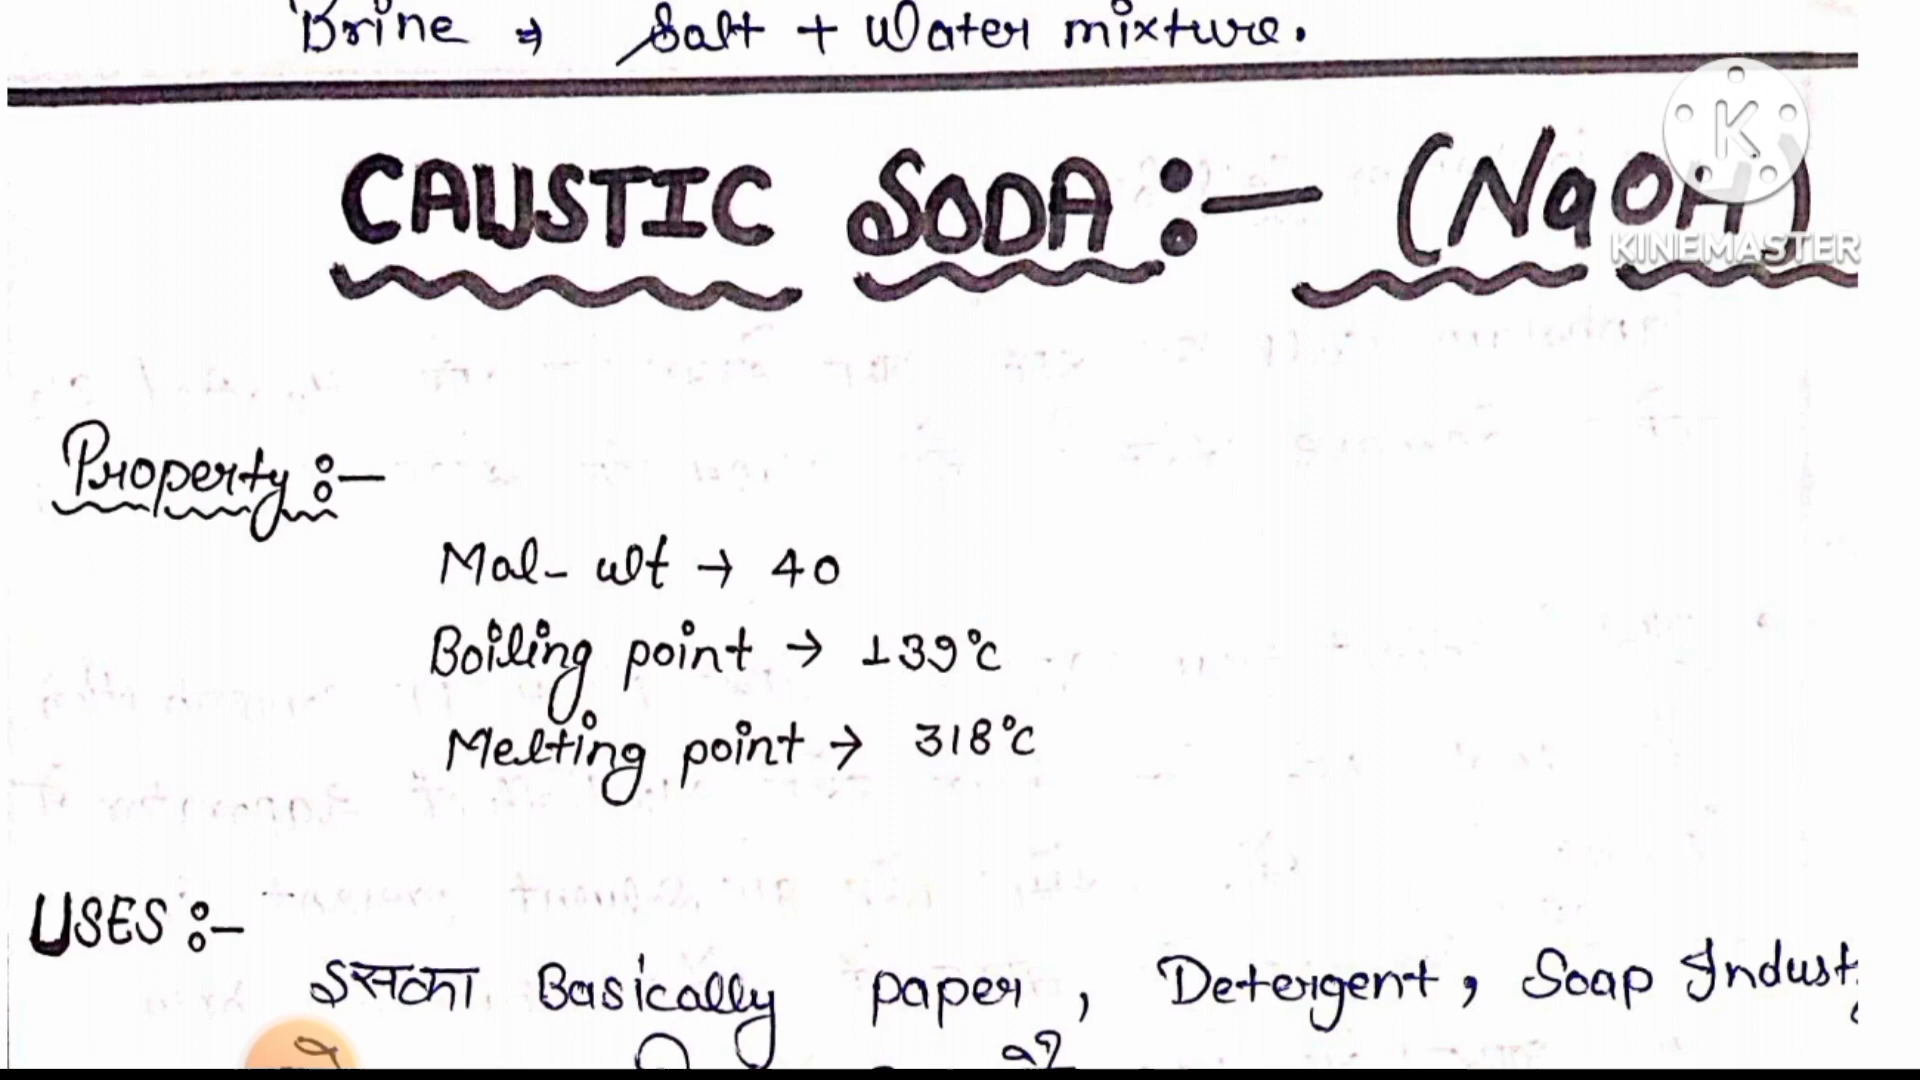 Brine ⇒ Salt + Water mixture.
CAUSTIC SODA :- (NaOH)
KINEMASTER
Property :-
Mol-wt → 40
Boiling point → 139°C
Melting point → 318°C
USES :-
इसका Basically paper, Detergent, Soap Indust